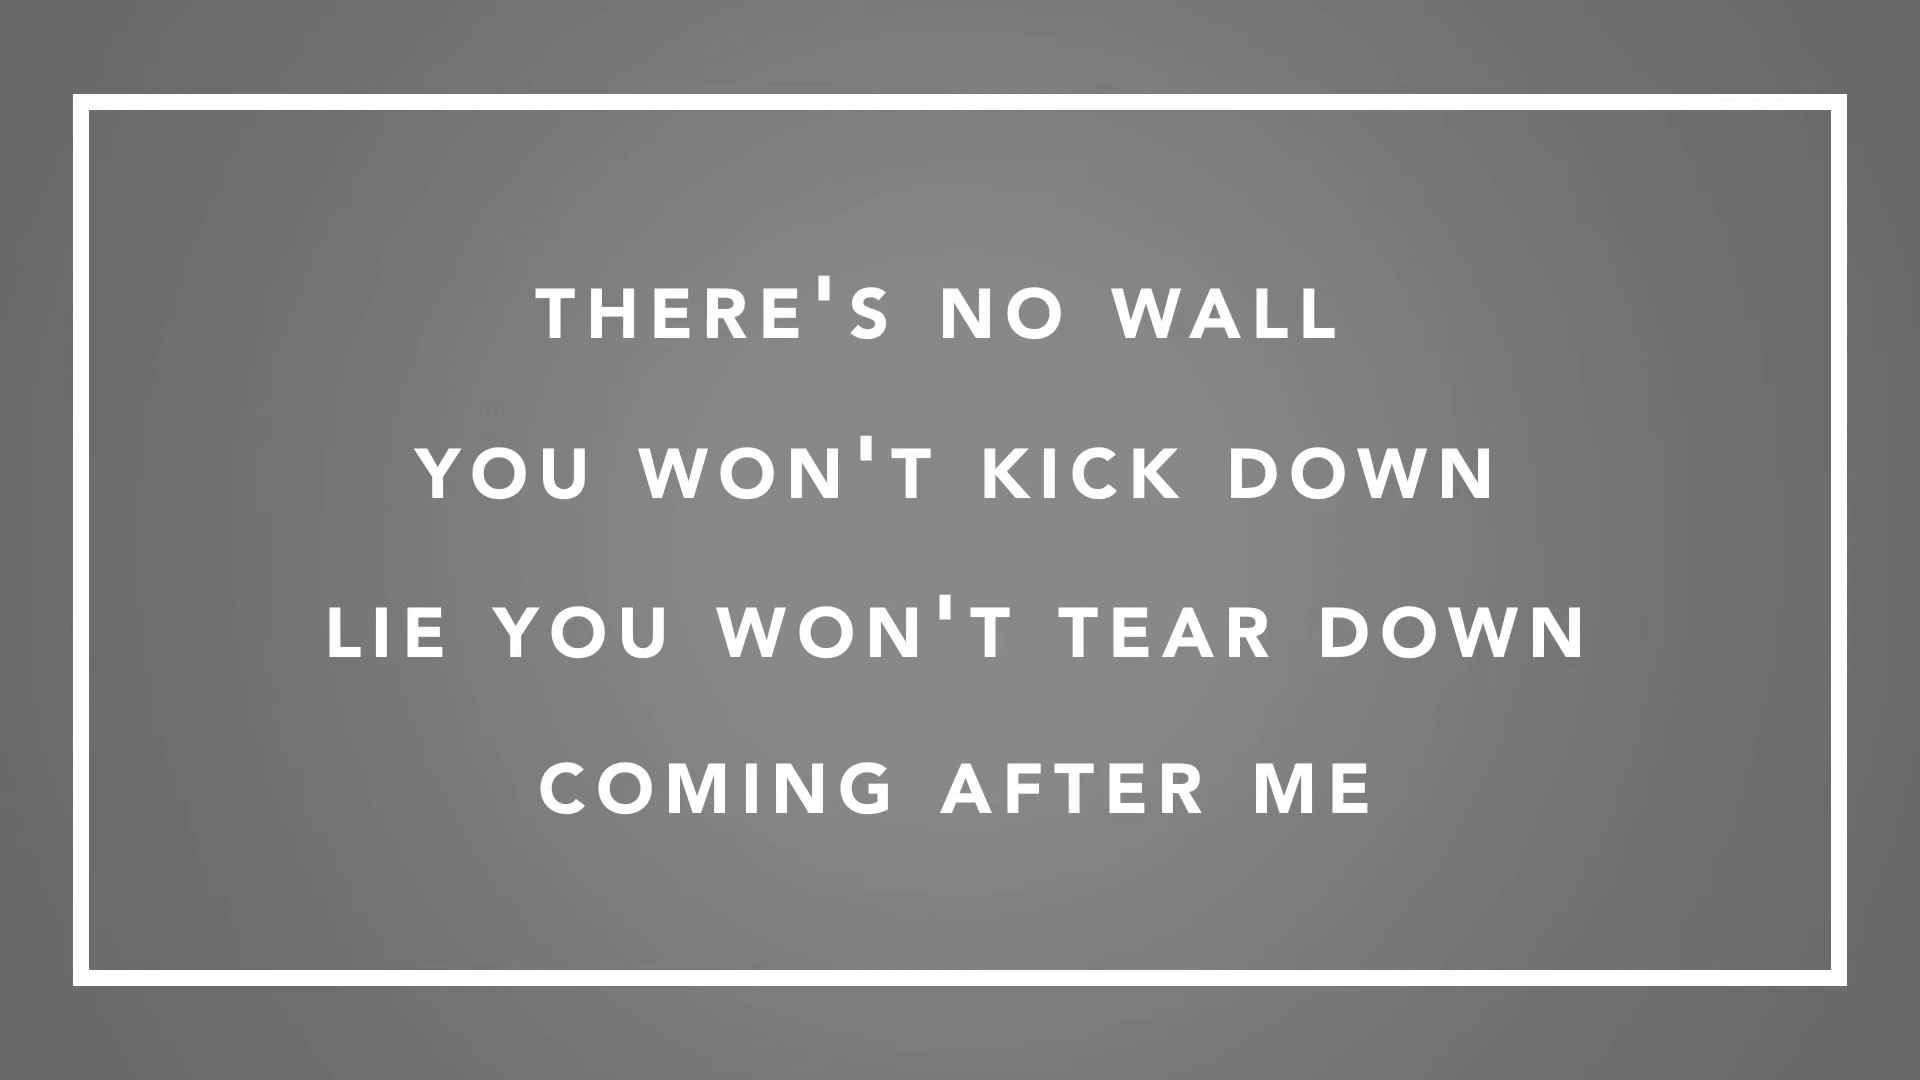 THERE'S NO WALL
YOU WON'T KICK DOWN
LIE YOU WON'T TEAR DOWN
COMING AFTER ME